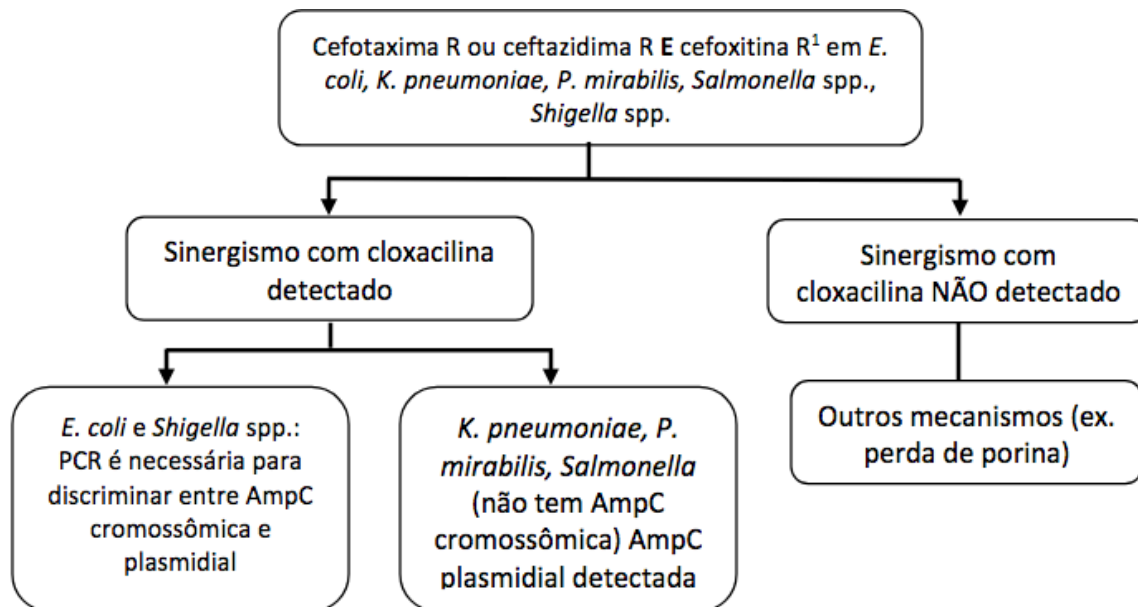 Cefotaxima R ou ceftazidima R E cefoxitina R¹ em E.
coli, K. pneumoniae, P. mirabilis, Salmonella spp.,
Shigella spp.
Sinergismo com cloxacilina
detectado
Sinergismo com
cloxacilina NÃO detectado
E. coli e Shigella spp.:
PCR é necessária para
discriminar entre AmpC
cromossômica e
plasmidial
K. pneumoniae, P.
mirabilis, Salmonella
(não tem AmpC
cromossômica) AmpC
plasmidial detectada
Outros mecanismos (ex.
perda de porina)